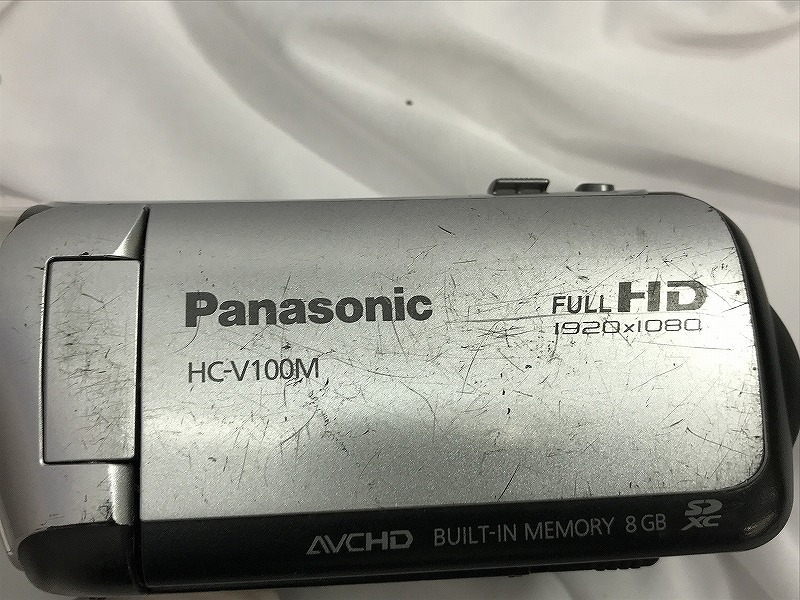 Panasonic
FULL HD
1920x1080
HC-V100M
AVCHD BUILT-IN MEMORY 8 GB SD XC